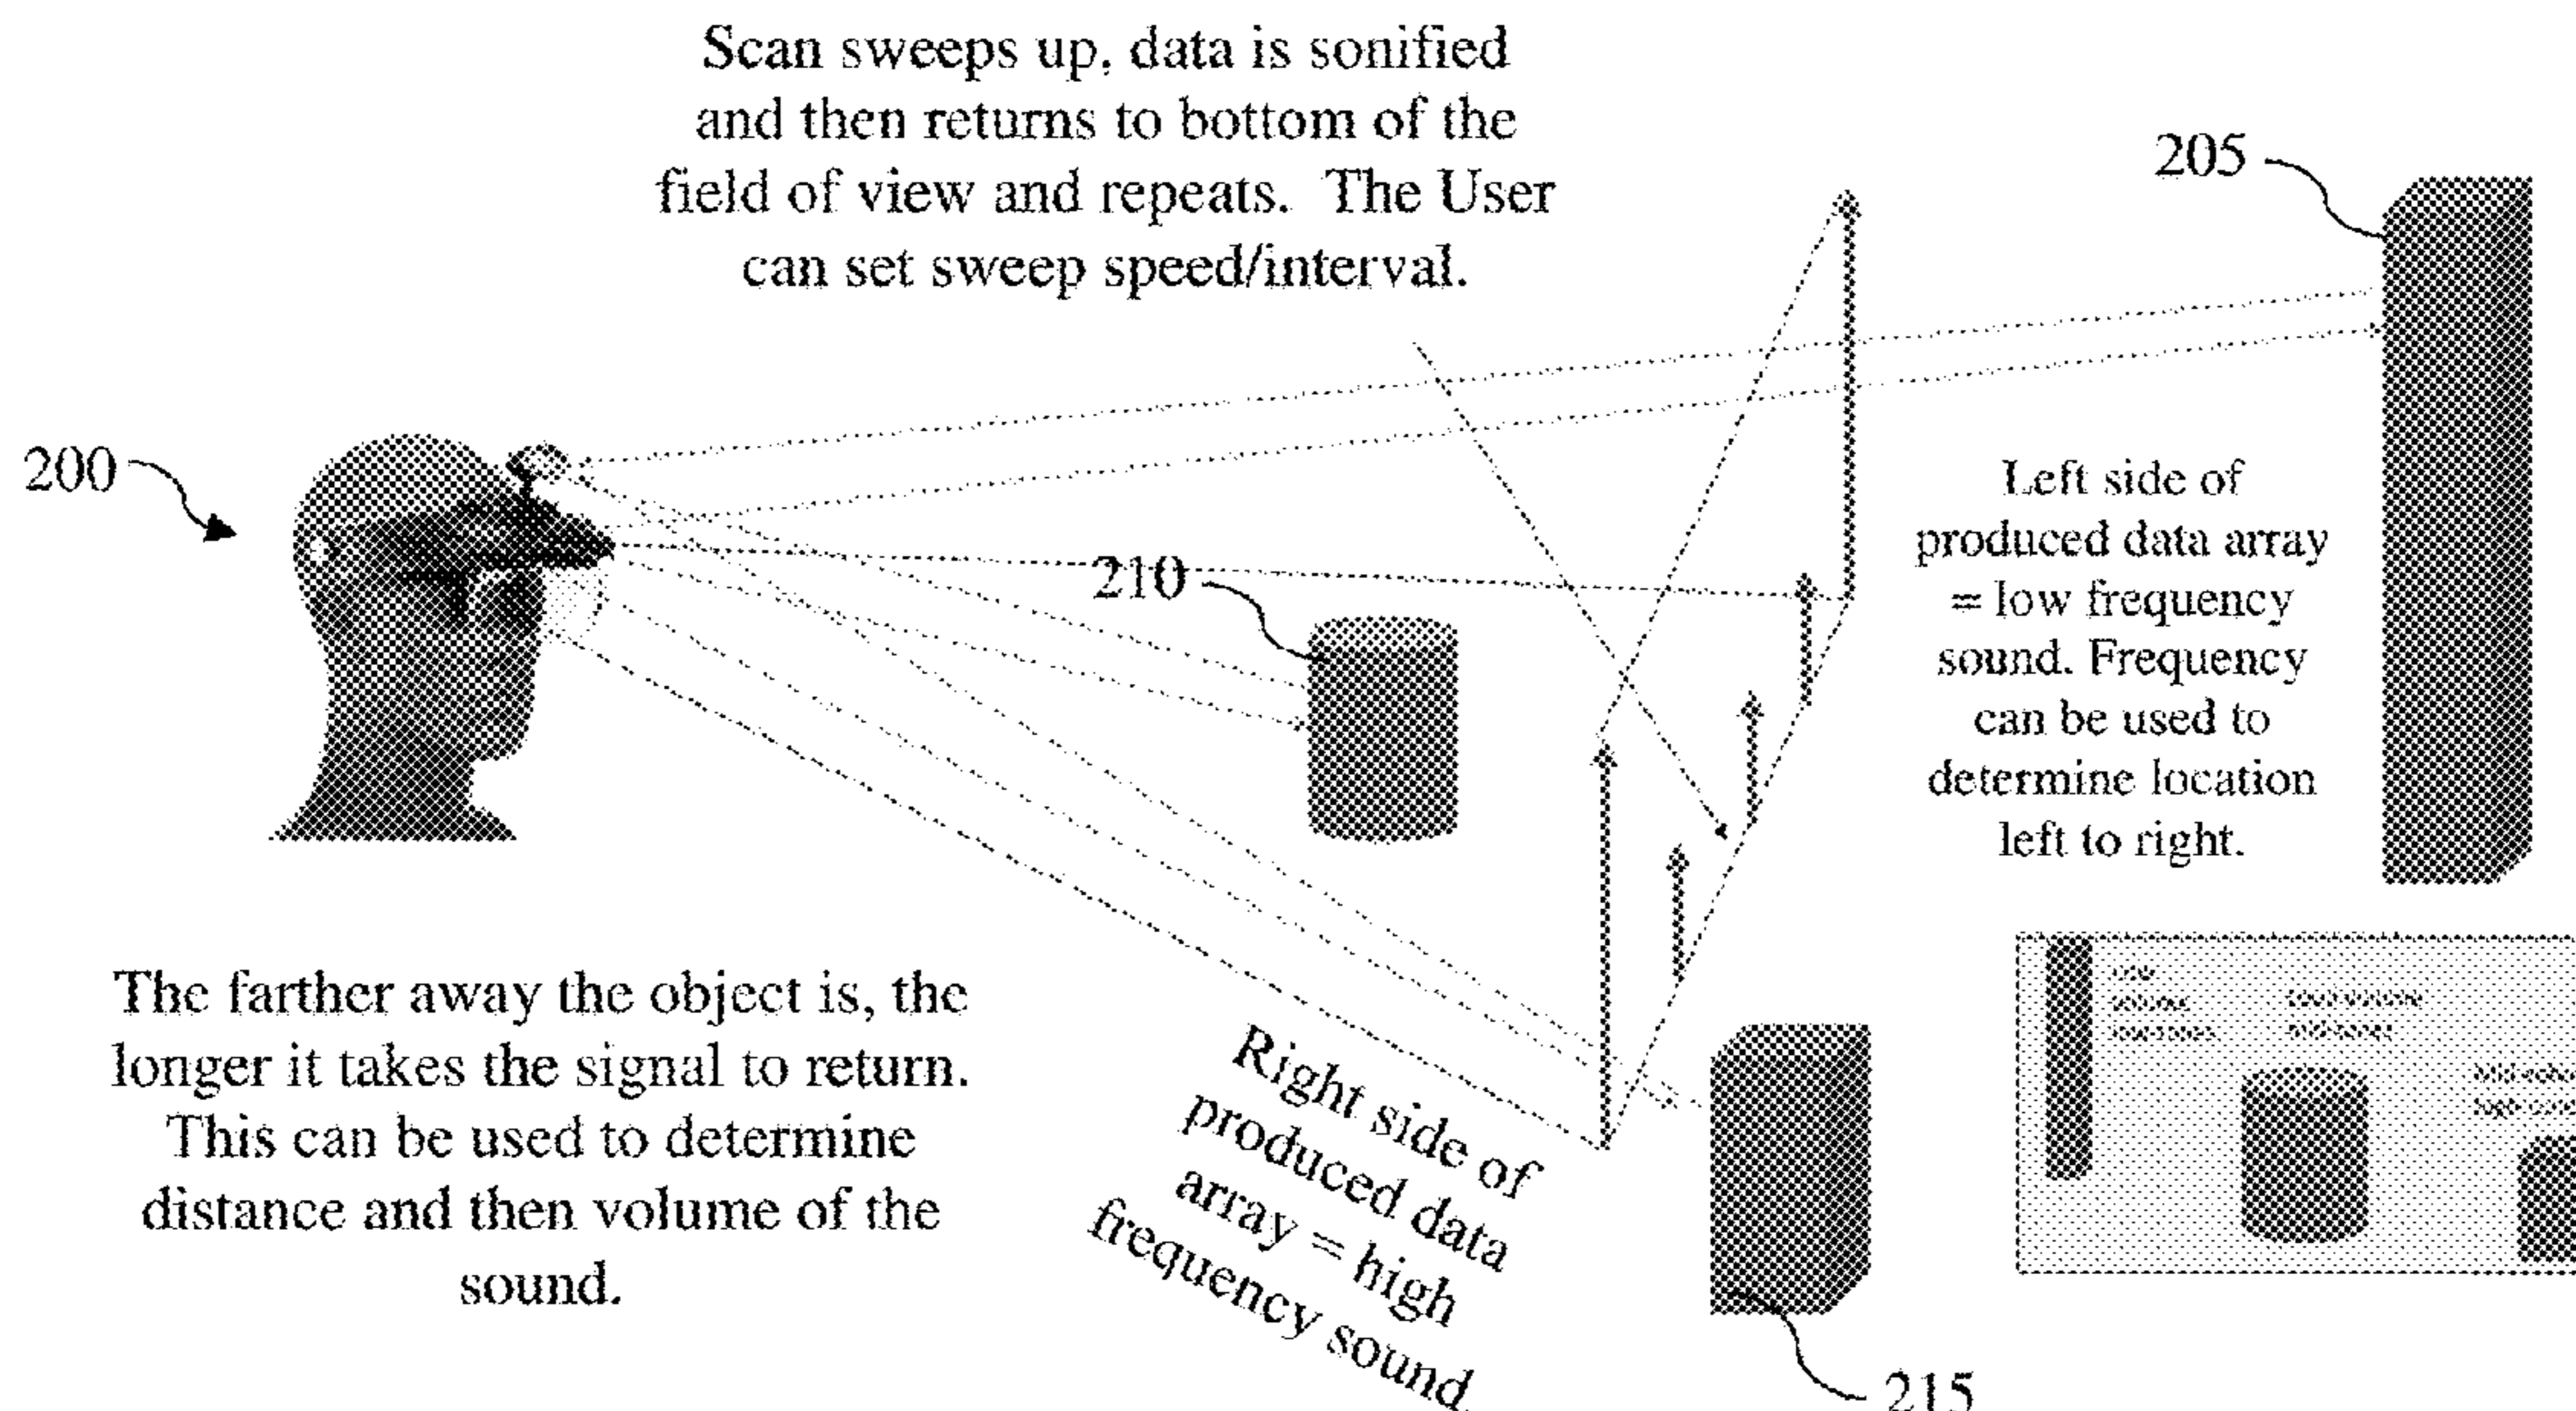 Scan sweeps up, data is sonified
and then returns to bottom of the
field of view and repeats. The User
can set sweep speed/interval.
205
200
210
Left side of
produced data array
= low frequency
sound. Frequency
can be used to
determine location
left to right.
The farther away the object is, the
longer it takes the signal to return.
This can be used to determine
distance and then volume of the
sound.
Right side of
produced data
array = high
frequency sound.
215